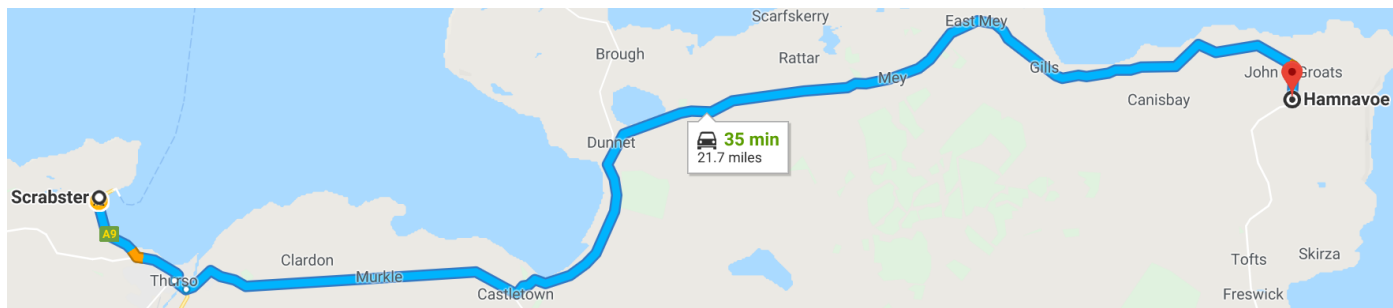 Scarfskerry
East Mey
Brough
Rattar
Gills
Mey
John Groats
Canisbay
Hamnavoe
35 min
21.7 miles
Dunnet
Scrabster
A9
Clardon
Thurso
Murkle
Castletown
Tofts
Skirza
Freswick